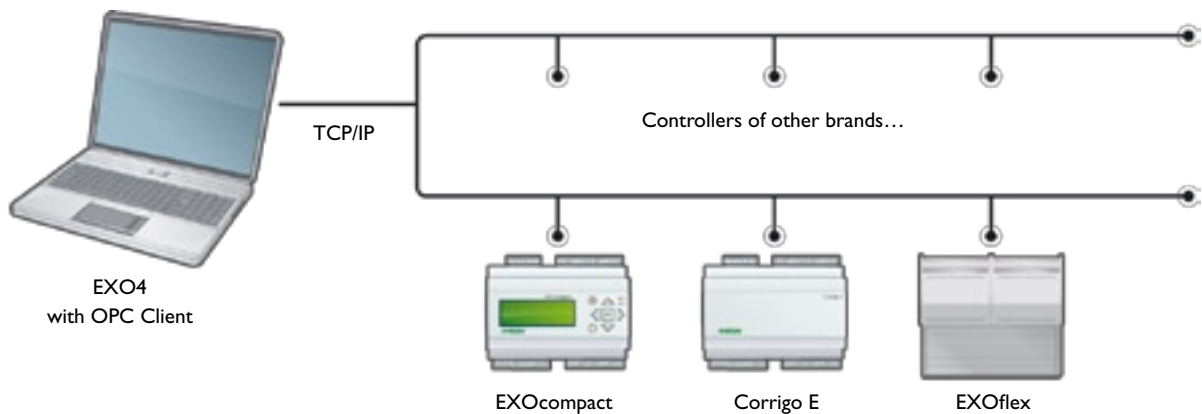 TCP/IP
Controllers of other brands…
EXO4
with OPC Client
EXOcompact
Corrigo E
EXOflex